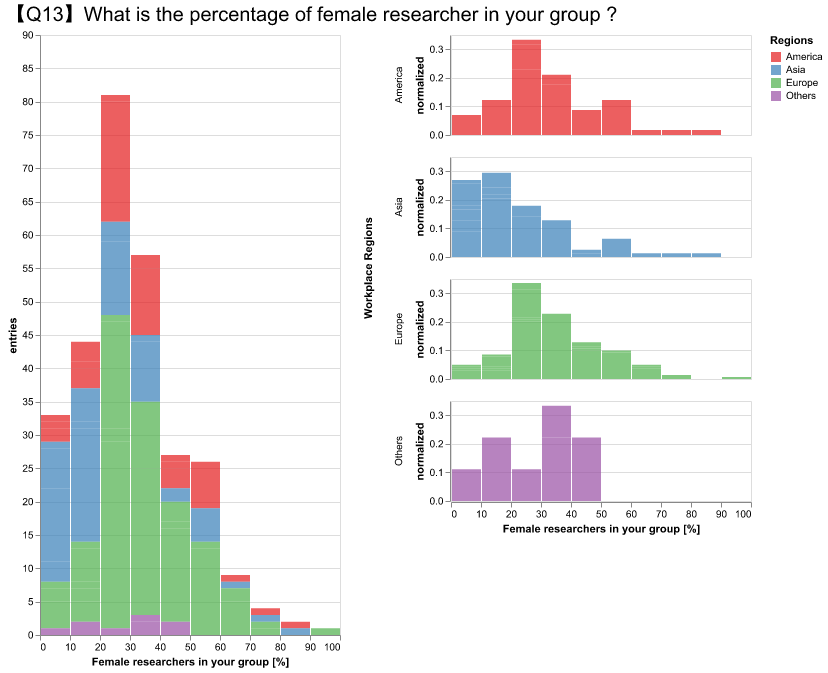 【Q13】What is the percentage of female researcher in your group ?
90
85
80
75
70
65
60
55
50
45
40
35
30
25
20
15
10
5
0
entries
0 10 20 30 40 50 60 70 80 90 100
Female researchers in your group [%]
Workplace Regions
America
normalized
0.3
0.2
0.1
0.0
Asia
normalized
0.3
0.2
0.1
0.0
Europe
normalized
0.3
0.2
0.1
0.0
Others
normalized
0.3
0.2
0.1
0.0
0 10 20 30 40 50 60 70 80 90 100
Female researchers in your group [%]
Regions
America
Asia
Europe
Others